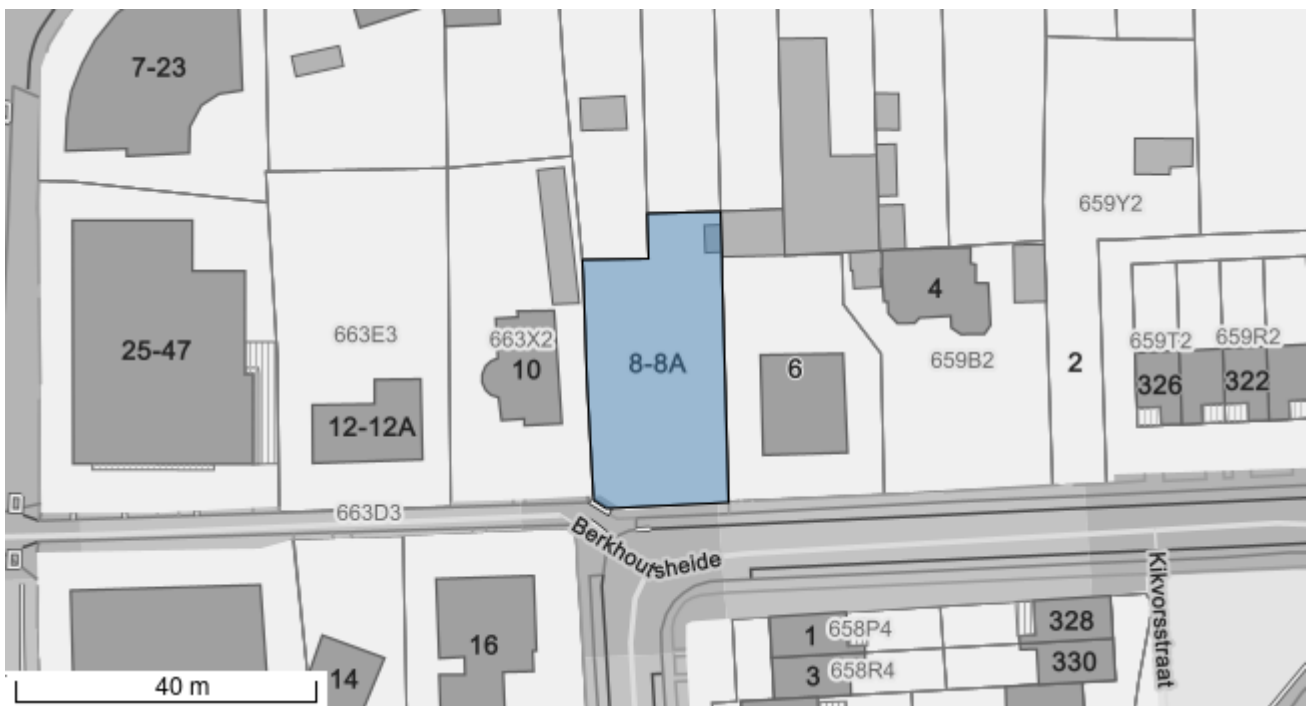 7-23
659Y2
4
663E3
663X2
659T2
659R2
25-47
10
8-8A
6
659B2
2
326
322
12-12A
663D3
Berkhoutsheide
Kikvorsstraat
1
658P4
328
16
3
658R4
330
14
40 m